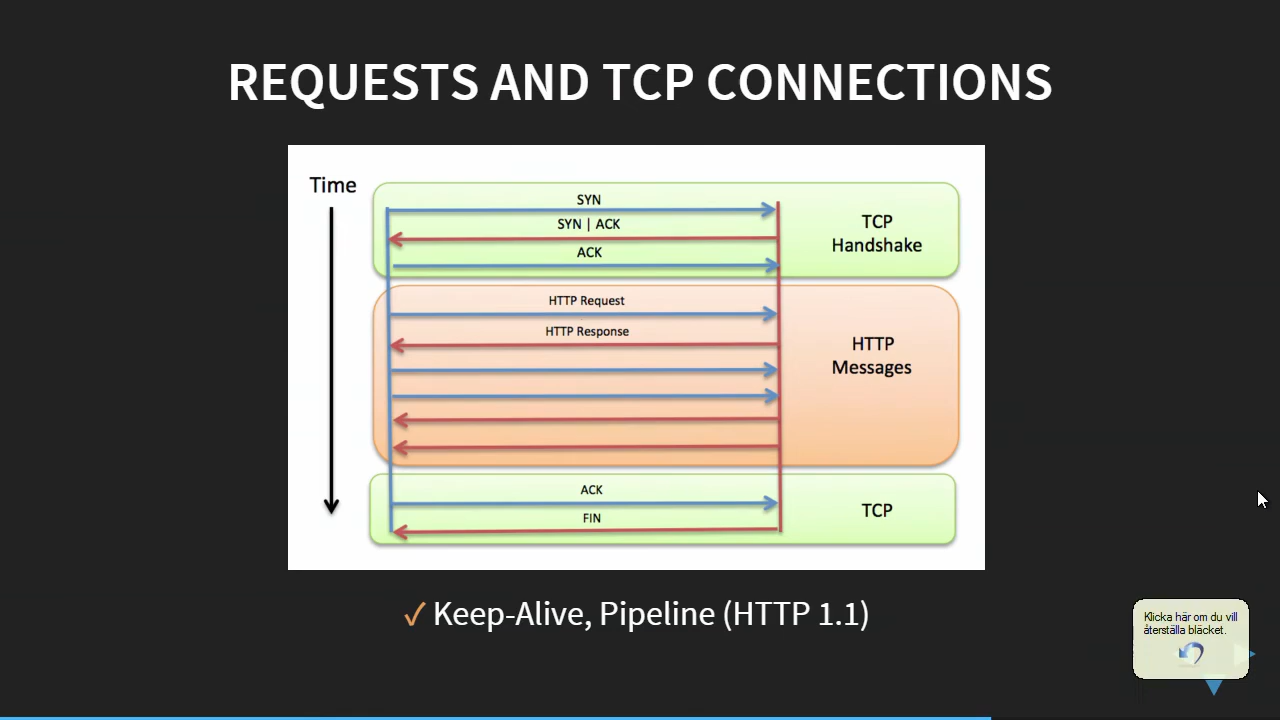 REQUESTS AND TCP CONNECTIONS
Time
SYN
SYN | ACK
ACK
TCP
Handshake
HTTP Request
HTTP Response
HTTP
Messages
ACK
FIN
TCP
✓ Keep-Alive, Pipeline (HTTP 1.1)
Klicka här om du vill
återställa bläcket.